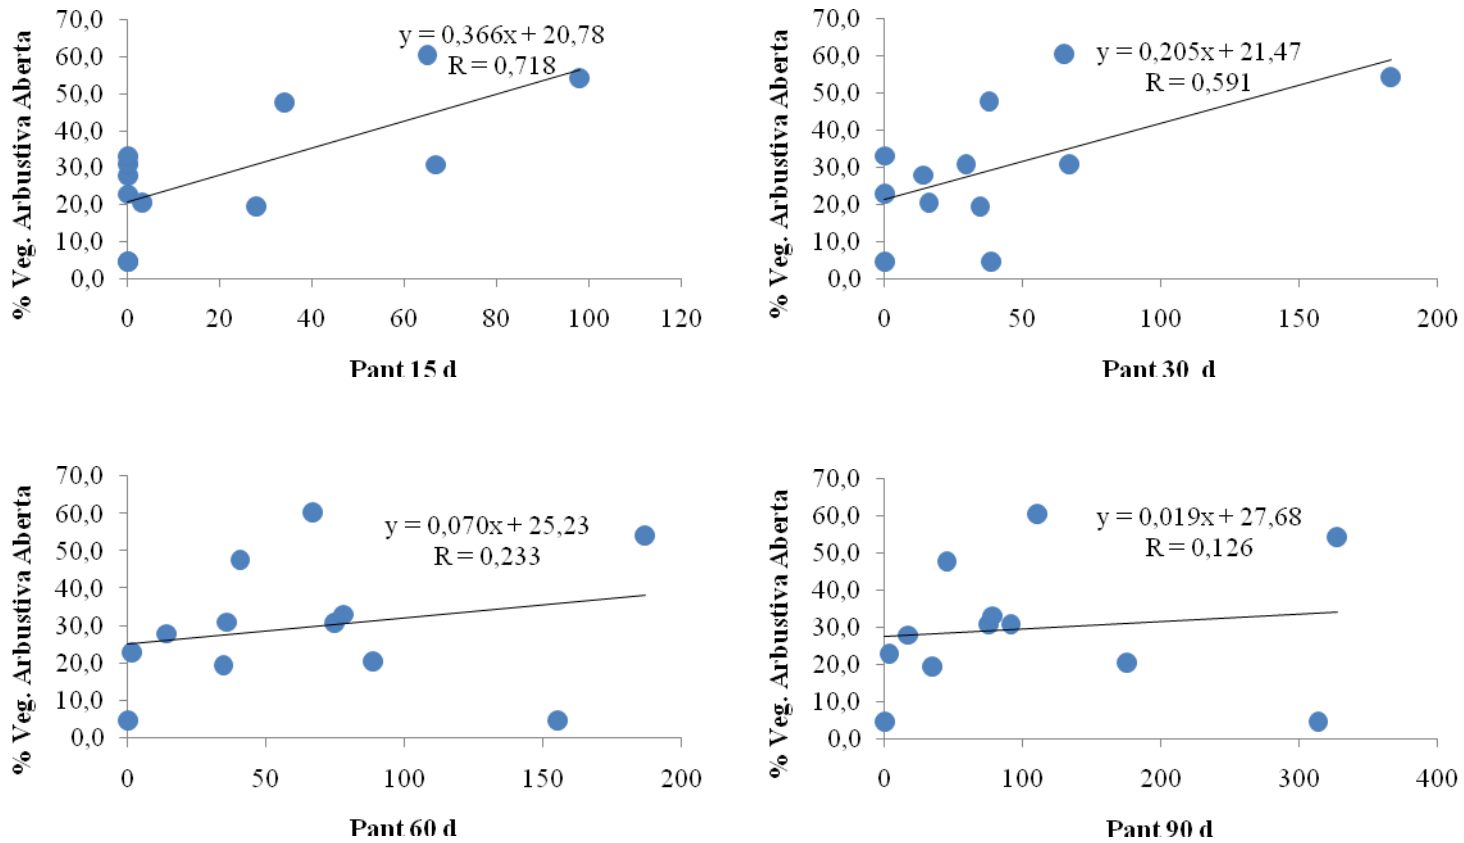 % Veg. Arbustiva Aberta
70,0
60,0
50,0
40,0
30,0
20,0
10,0
0,0
y = 0,366x + 20,78
R = 0,718
0 20 40 60 80 100 120
Pant 15 d
% Veg. Arbustiva Aberta
70,0
60,0
50,0
40,0
30,0
20,0
10,0
0,0
y = 0,205x + 21,47
R = 0,591
0 50 100 150 200
Pant 30 d
% Veg. Arbustiva Aberta
70,0
60,0
50,0
40,0
30,0
20,0
10,0
0,0
y = 0,070x + 25,23
R = 0,233
0 50 100 150 200
Pant 60 d
% Veg. Arbustiva Aberta
70,0
60,0
50,0
40,0
30,0
20,0
10,0
0,0
y = 0,019x + 27,68
R = 0,126
0 100 200 300 400
Pant 90 d